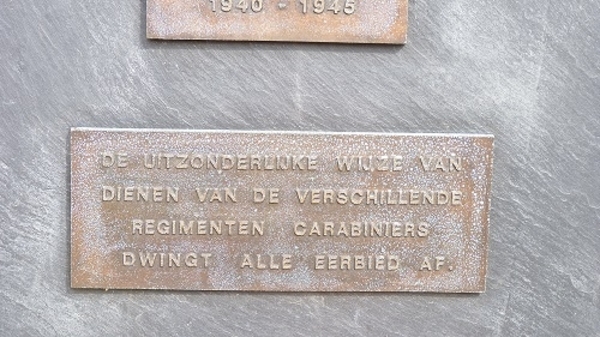 1940 - 1945
DE UITZONDERLIJKE WIJZE VAN
DIENEN VAN DE VERSCHILLENDE
REGIMENTEN CARABINIERS
DWINGT ALLE EERBIED AF.